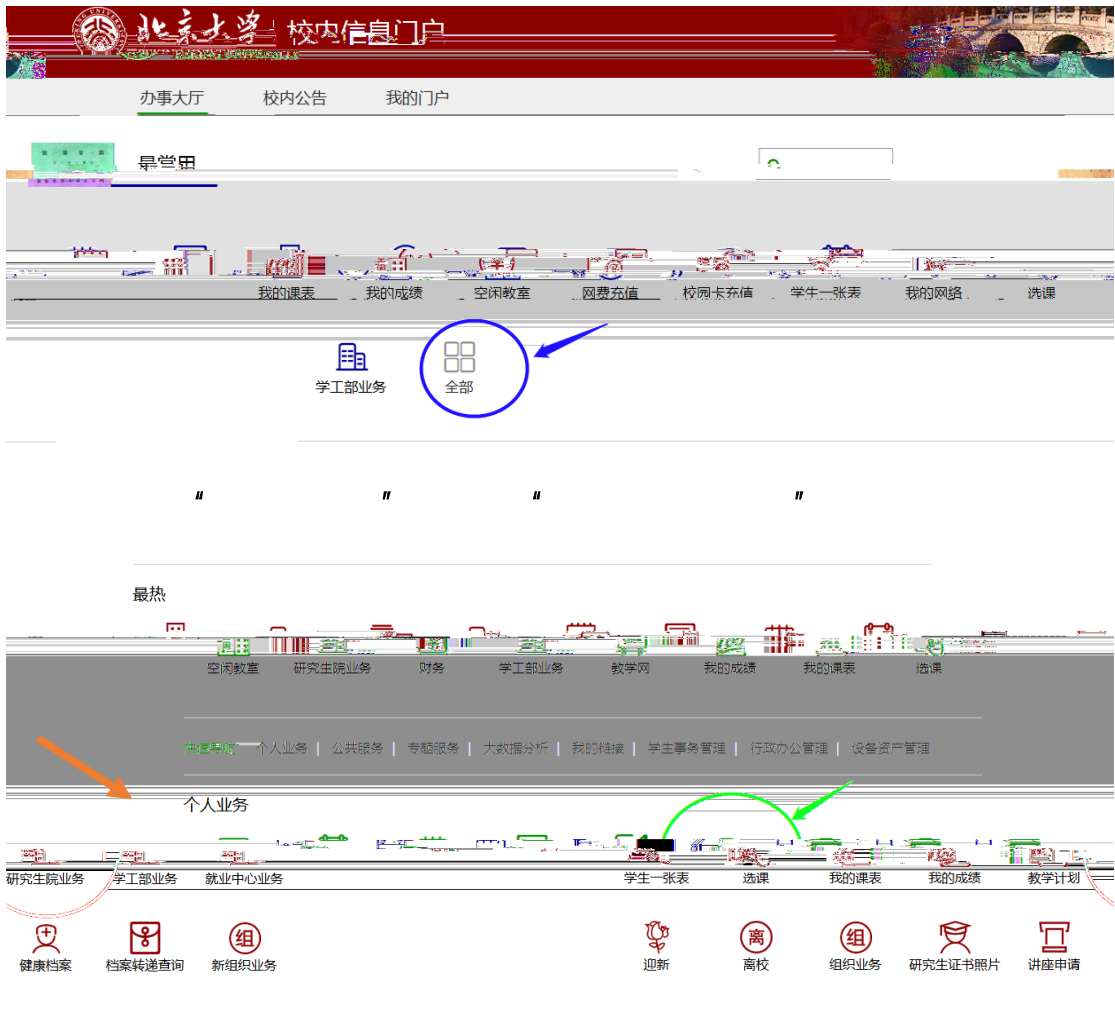 北京大学 校内信息门户
办事大厅 校内公告 我的门户
最常用
我的课表 我的成绩 空闲教室 网费充值 校园卡充值 学生一张表 我的网络 选课
学工部业务 全部
" " " "
最热
空闲教室 研究生院业务 财务 学工部业务 教学网 我的成绩 我的课表 选课
个人业务 | 公共服务 | 专题服务 | 大数据分析 | 我的链接 | 学生事务管理 | 行政办公管理 | 设备资产管理
个人业务
研究生院业务 学工部业务 就业中心业务 学生一张表 选课 我的课表 我的成绩 教学计划
组 离 组
健康档案 档案转递查询 新组织业务 迎新 离校 组织业务 研究生证书照片 讲座申请